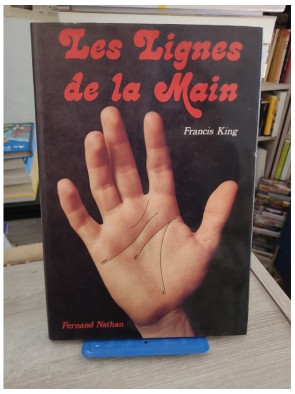 Les Lignes
de la Main
Francis King
Fernand Nathan